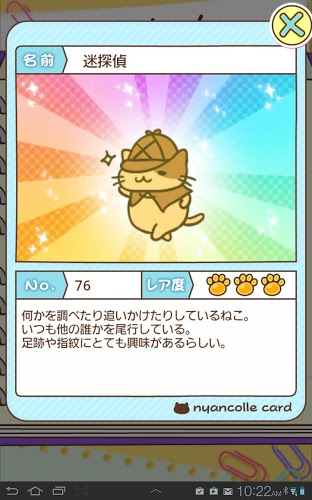 名前 迷探偵
No. 76 レア度
何かを調べたり追いかけたりしているねこ。
いつも他の誰かを尾行している。
足跡や指紋にとても興味があるらしい。
nyancolle card
10:22AM